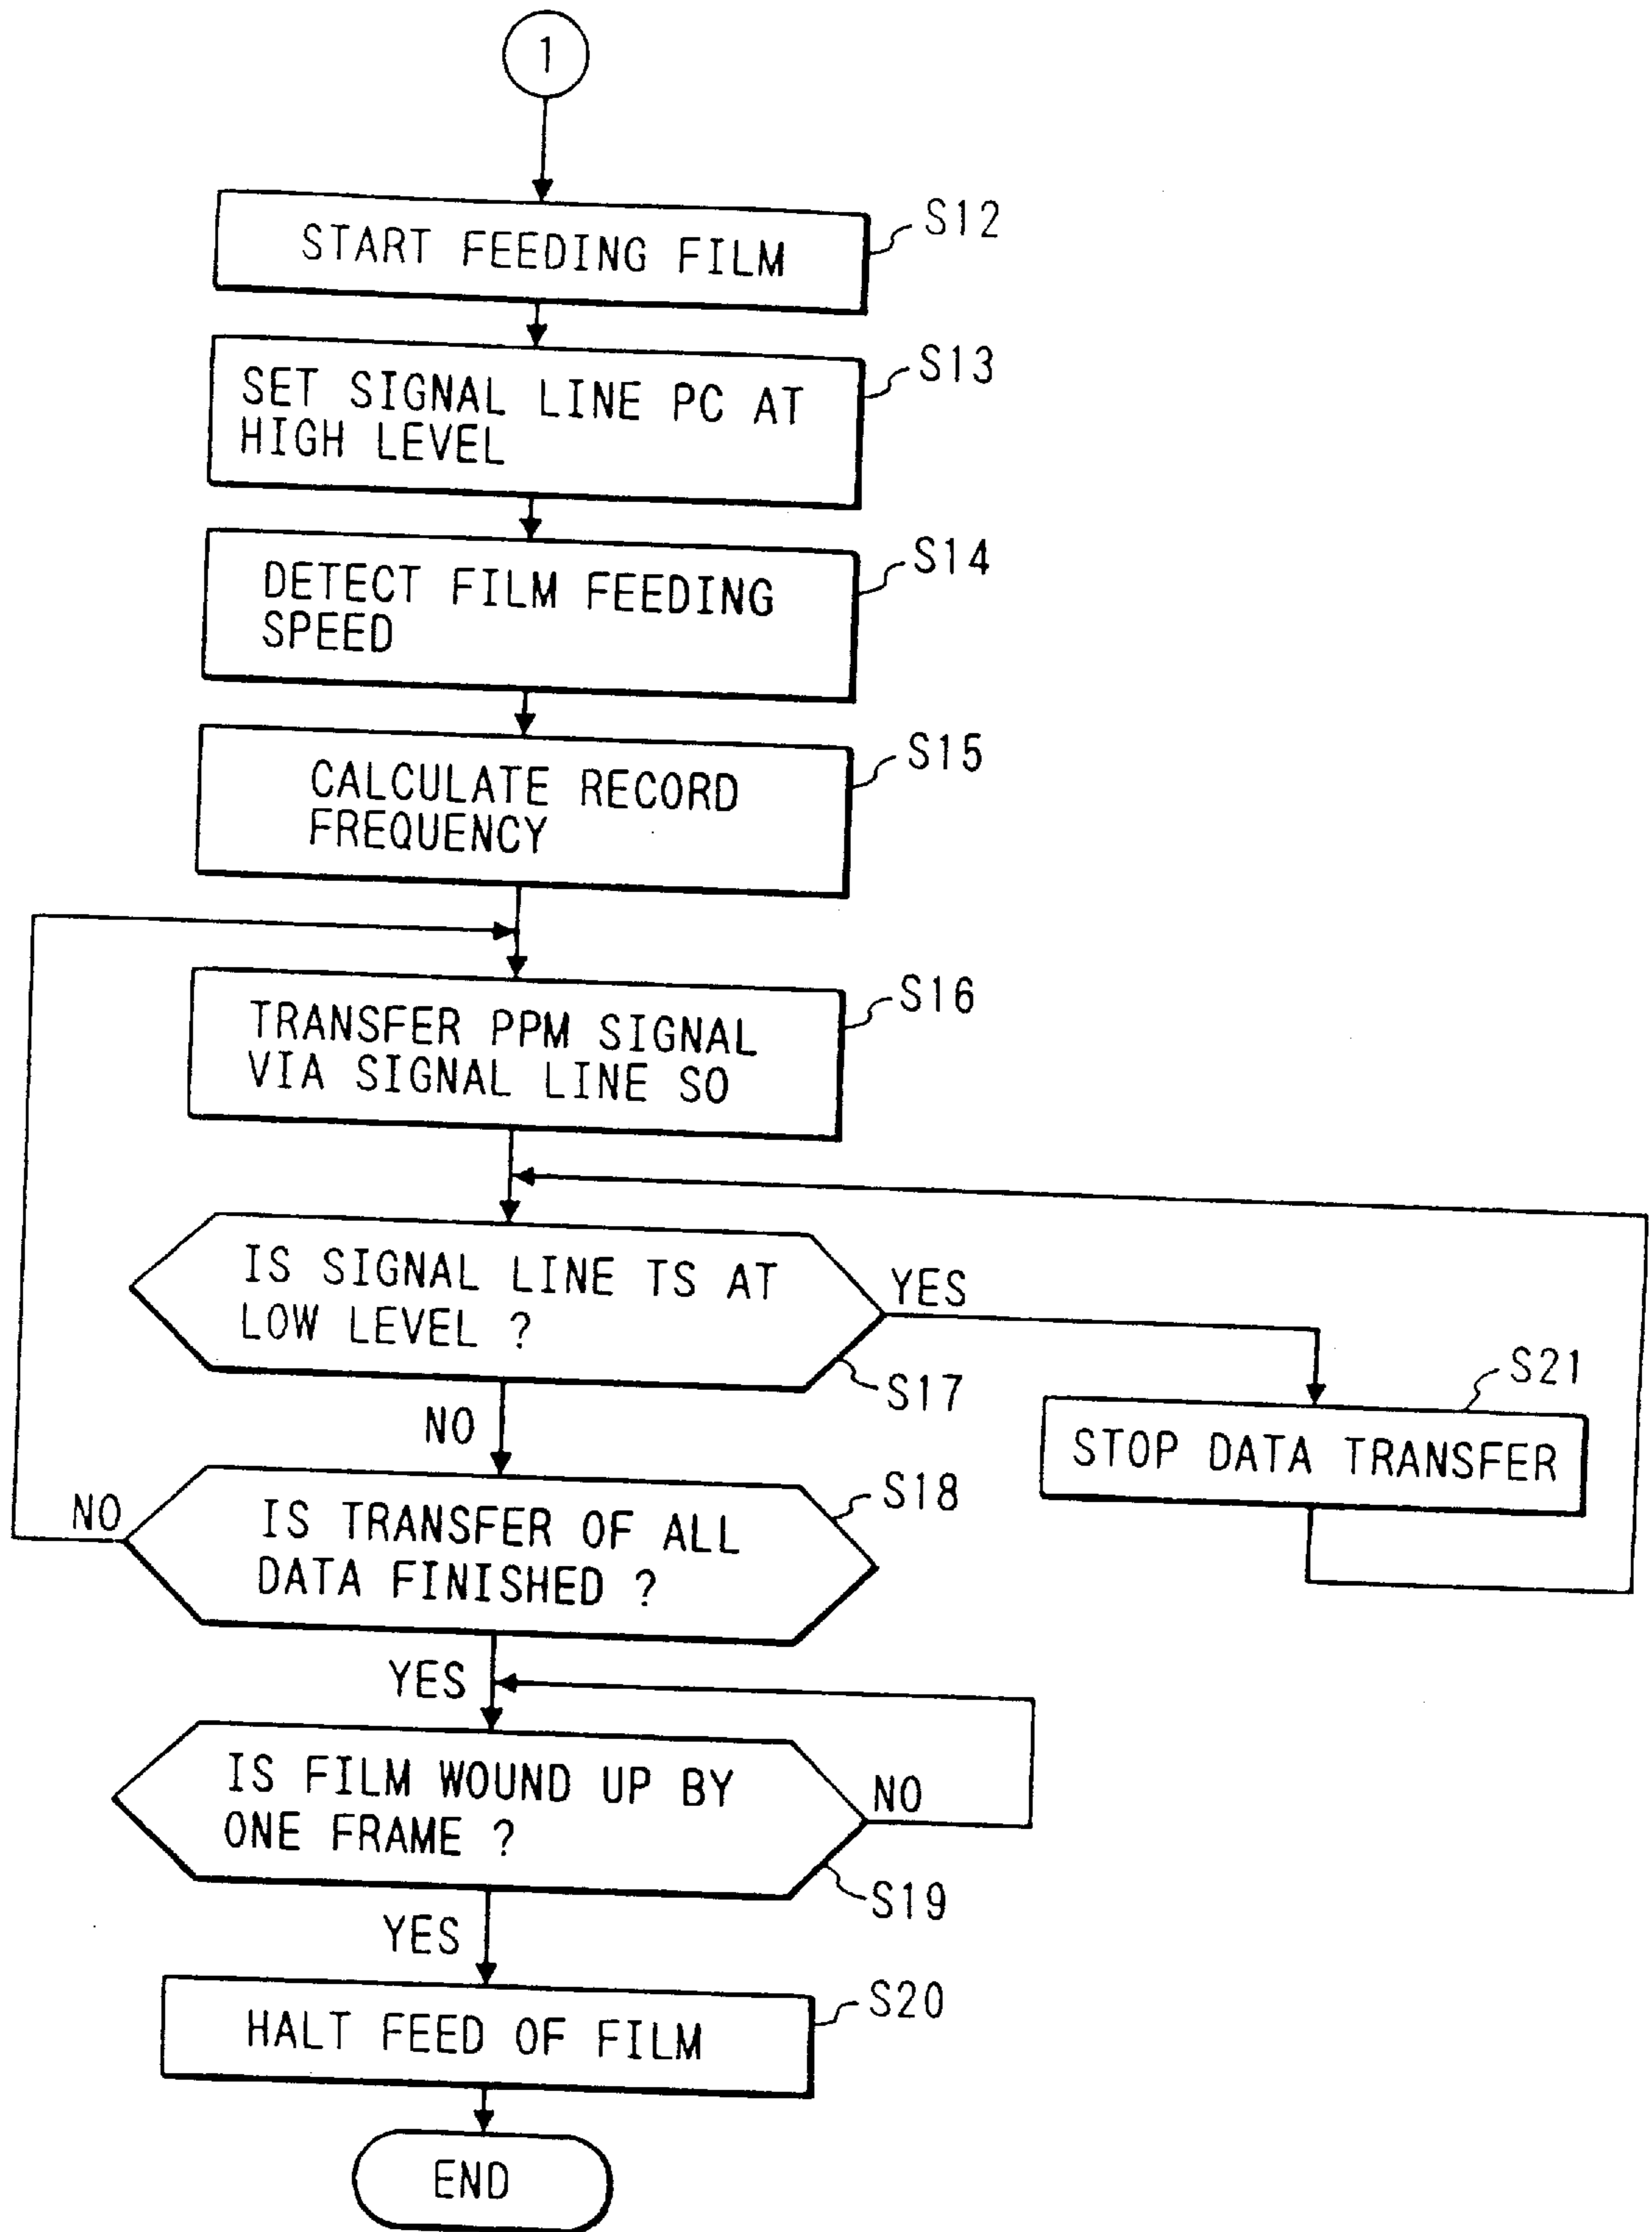 1
START FEEDING FILM
S12
SET SIGNAL LINE PC AT
HIGH LEVEL
S13
DETECT FILM FEEDING
SPEED
S14
CALCULATE RECORD
FREQUENCY
S15
TRANSFER PPM SIGNAL
VIA SIGNAL LINE SO
S16
IS SIGNAL LINE TS AT
LOW LEVEL ?
YES
S17
NO
S21
STOP DATA TRANSFER
IS TRANSFER OF ALL
DATA FINISHED ?
S18
NO
YES
IS FILM WOUND UP BY
ONE FRAME ?
NO
S19
YES
HALT FEED OF FILM
S20
END